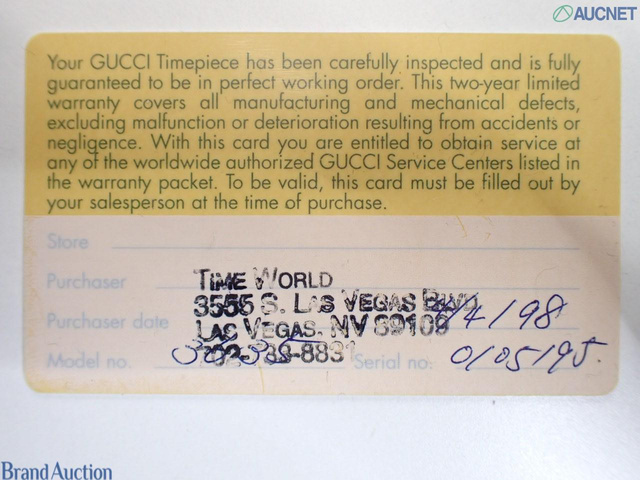 AUCNET
Your GUCCI Timepiece has been carefully inspected and is fully
guaranteed to be in perfect working order. This two-year limited
warranty covers all manufacturing and mechanical defects,
excluding malfunction or deterioration resulting from accidents or
negligence. With this card you are entitled to obtain service at
any of the worldwide authorized GUCCI Service Centers listed in
the warranty packet. To be valid, this card must be filled out by
your salesperson at the time of purchase.
Store
Purchaser TIME WORLD
3555 S. LAS VEGAS BLVD
Purchaser date /98
LAS VEGAS, NV 89109
Model no. Serial no. 0105195
Brand Auction